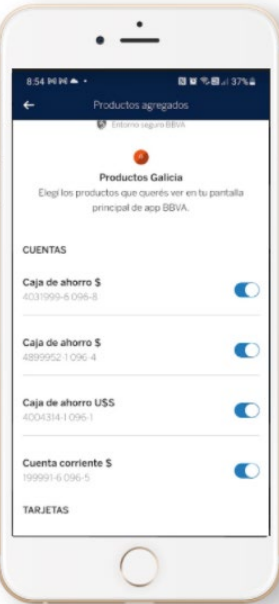 8:54
37%
Productos agregados
Entorno seguro BBVA
Productos Galicia
Elegí los productos que querés ver en tu pantalla
principal de app BBVA.
CUENTAS
Caja de ahorro $
4031999-6 096-8
Caja de ahorro $
4899952-1 096-4
Caja de ahorro U$S
4004314-1 096-1
Cuenta corriente $
199991-6 096-5
TARJETAS